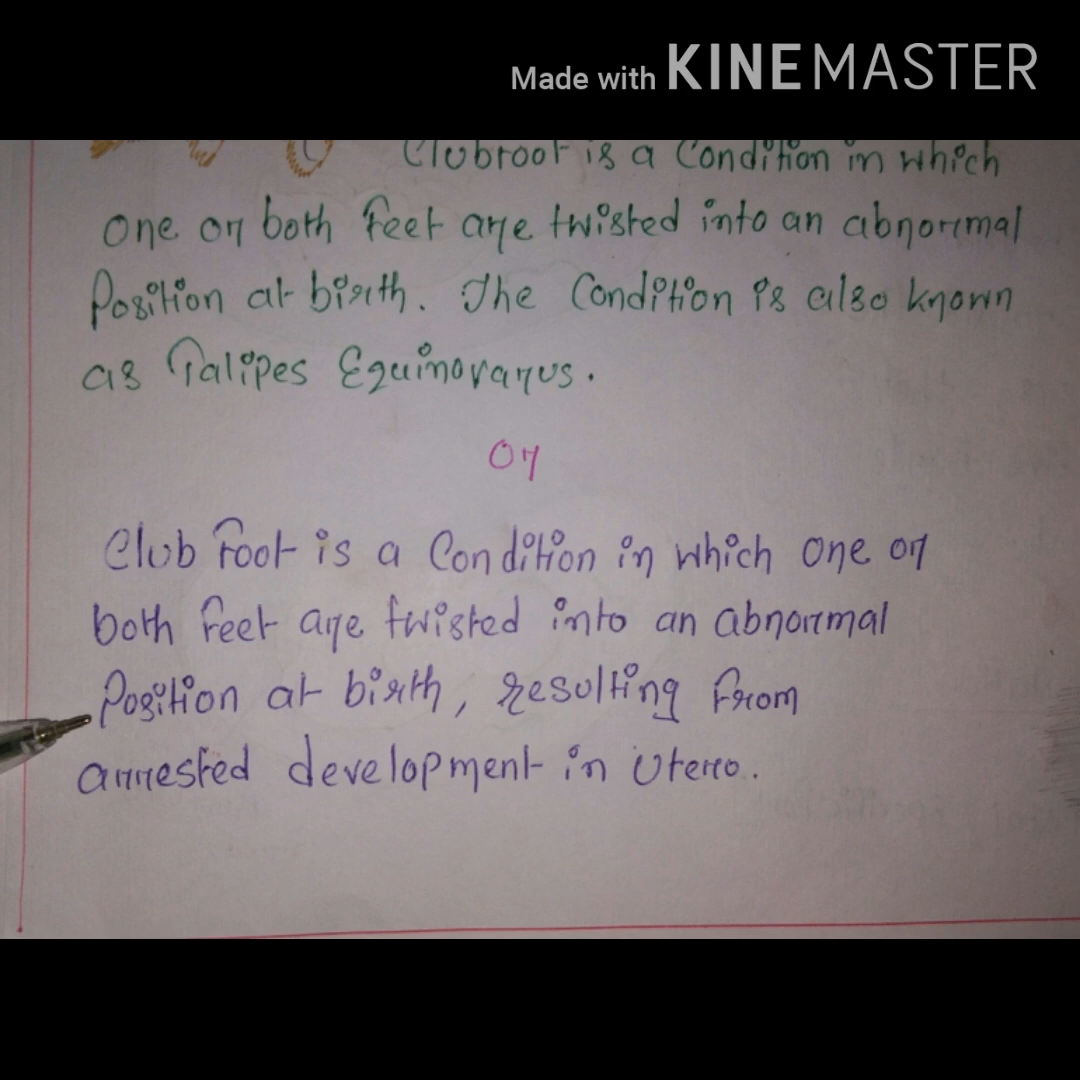 Made with KINEMASTER
Clubfoot is a Condition in which
One or both feet are twisted into an abnormal
Position at birth. The Condition is also known
as Talipes Equinovarus.
Or
Club Foot is a Condition in which One or
both feet are twisted into an abnormal
Position at birth, resulting from
arrested development in Utero.